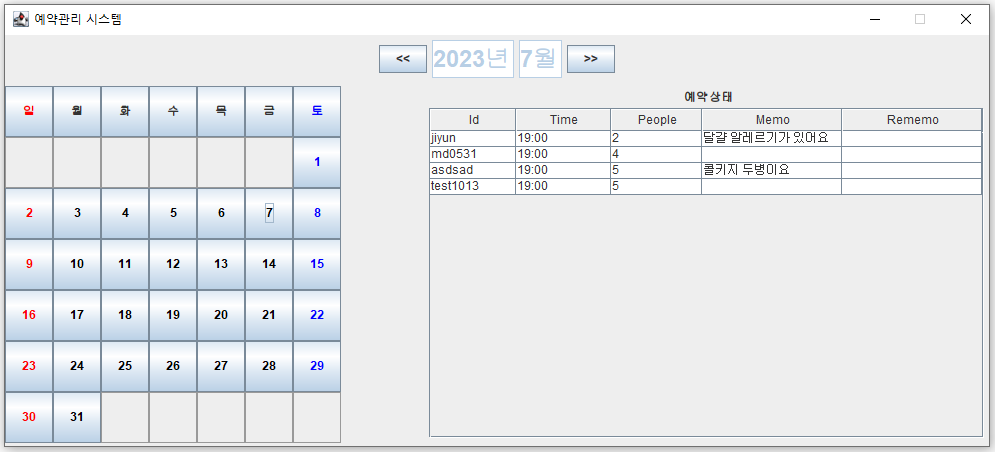 예약관리 시스템
<< 2023년 7월 >>
일 월 화 수 목 금 토
1
2 3 4 5 6 7 8
9 10 11 12 13 14 15
16 17 18 19 20 21 22
23 24 25 26 27 28 29
30 31
예약상태
Id Time People Memo Rememo
jiyun 19:00 2 달걀 알레르기가 있어요
md0531 19:00 4
asdsad 19:00 5 콜키지 두병이요
test1013 19:00 5